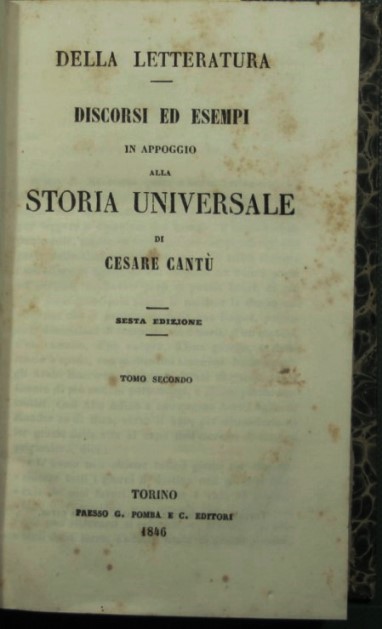 DELLA LETTERATURA
DISCORSI ED ESEMPI
IN APPOGGIO
ALLA
STORIA UNIVERSALE
DI
CESARE CANTÙ
SESTA EDIZIONE
TOMO SECONDO
TORINO
PRESSO G. POMBA E C. EDITORI
1846